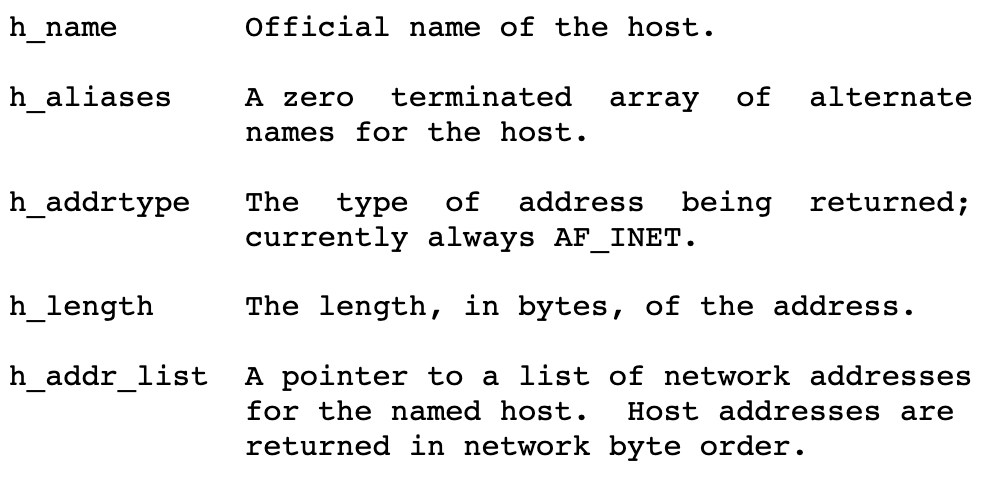 h_name Official name of the host.
h_aliases A zero terminated array of alternate
names for the host.
h_addrtype The type of address being returned;
currently always AF_INET.
h_length The length, in bytes, of the address.
h_addr_list A pointer to a list of network addresses
for the named host. Host addresses are
returned in network byte order.